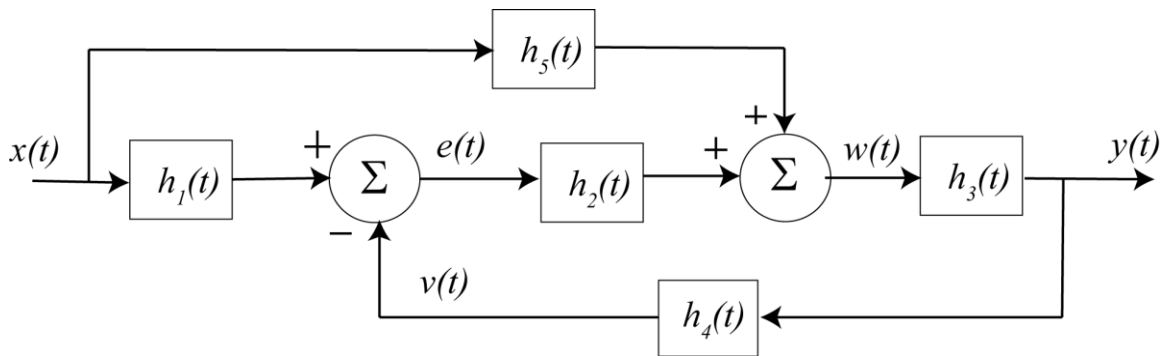 h₅(t)
x(t)
h₁(t)
+
−
Σ
e(t)
h₂(t)
+
+
Σ
w(t)
h₃(t)
y(t)
v(t)
h₄(t)